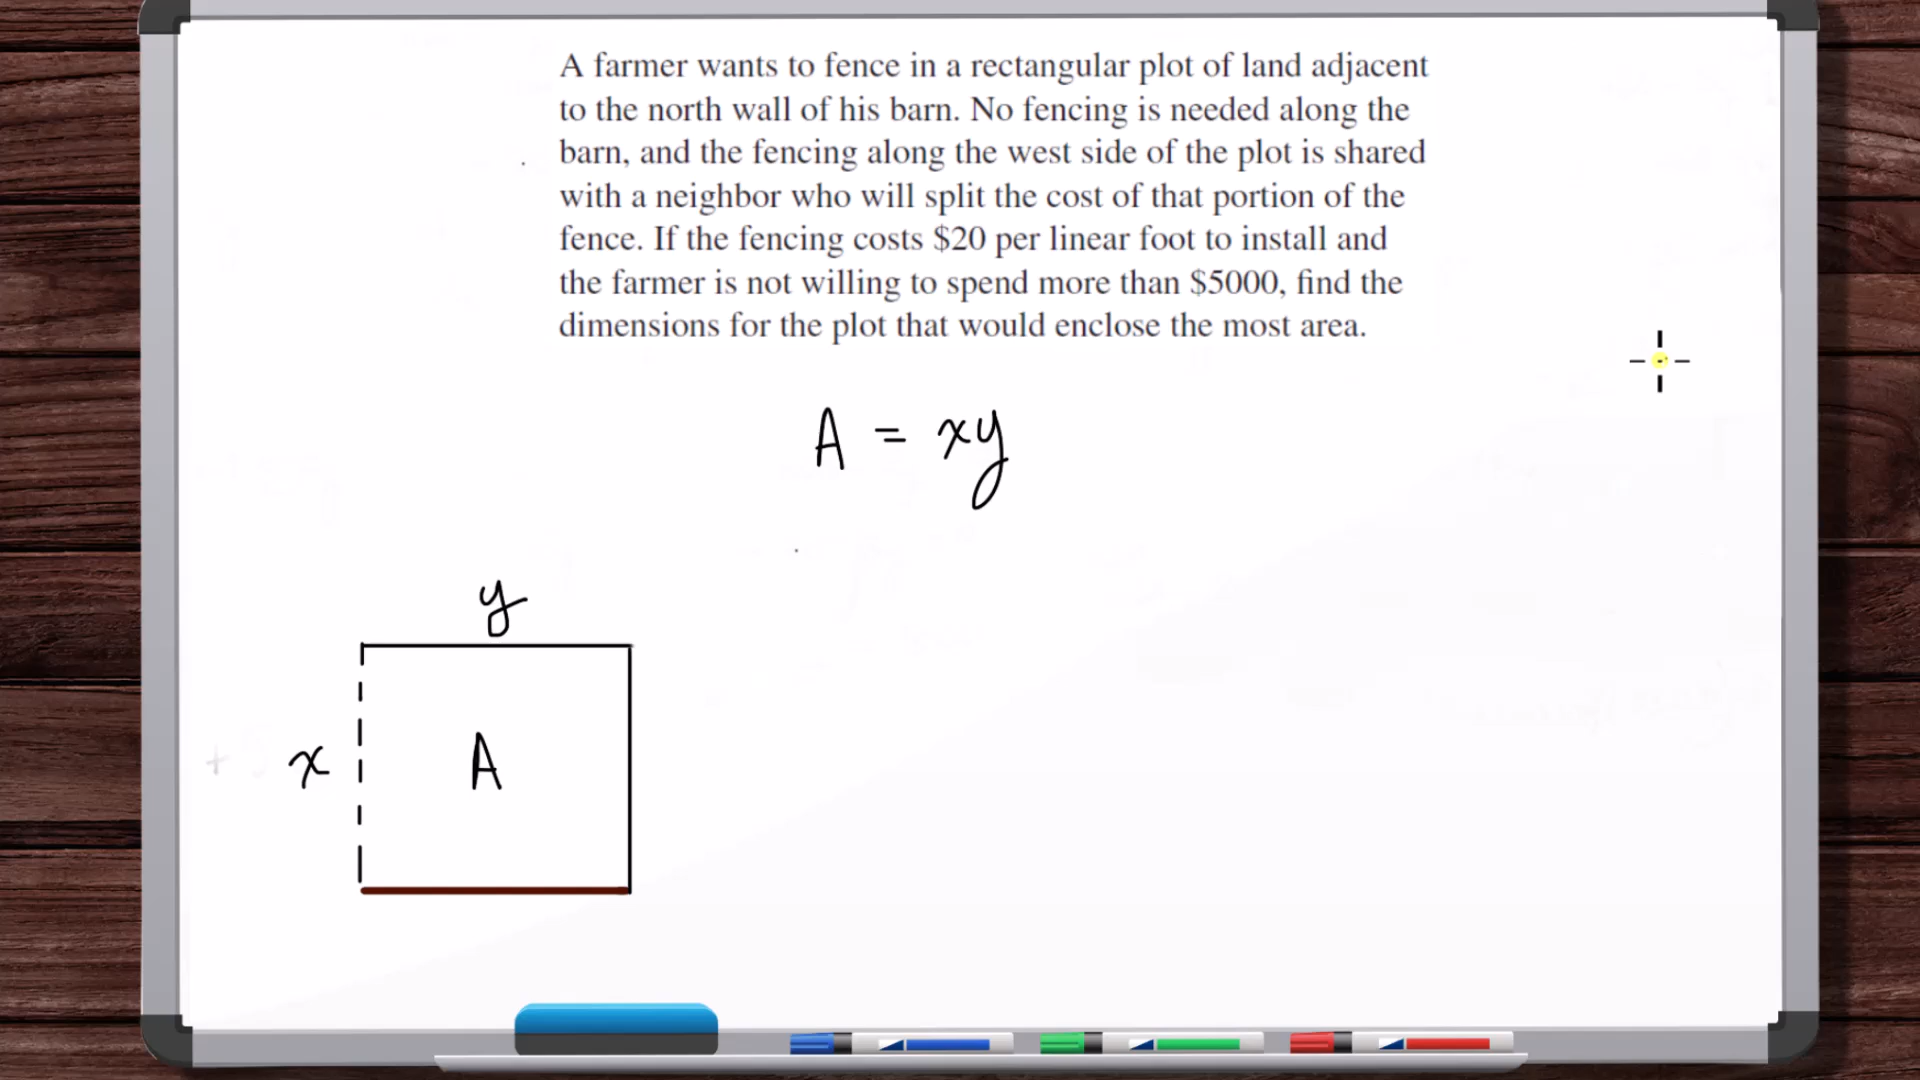 A farmer wants to fence in a rectangular plot of land adjacent
to the north wall of his barn. No fencing is needed along the
barn, and the fencing along the west side of the plot is shared
with a neighbor who will split the cost of that portion of the
fence. If the fencing costs $20 per linear foot to install and
the farmer is not willing to spend more than $5000, find the
dimensions for the plot that would enclose the most area.
A = xy
y
x
A